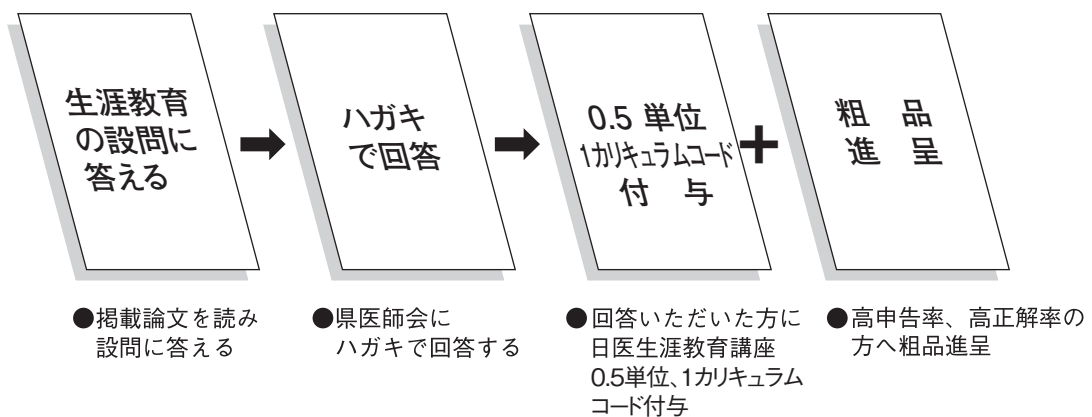 生涯教育
の設問に
答える
ハガキ
で回答
0.5 単位
1カリキュラムコード
付 与
粗 品
進 呈
●掲載論文を読み
設問に答える
●県医師会に
ハガキで回答する
●回答いただいた方に
日医生涯教育講座
0.5単位、1カリキュラム
コード付与
●高申告率、高正解率の
方へ粗品進呈